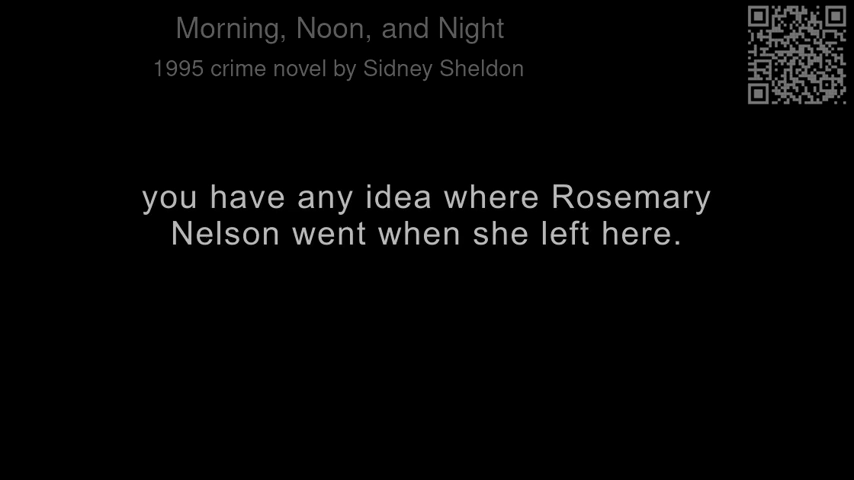 Morning, Noon, and Night
1995 crime novel by Sidney Sheldon
you have any idea where Rosemary
Nelson went when she left here.